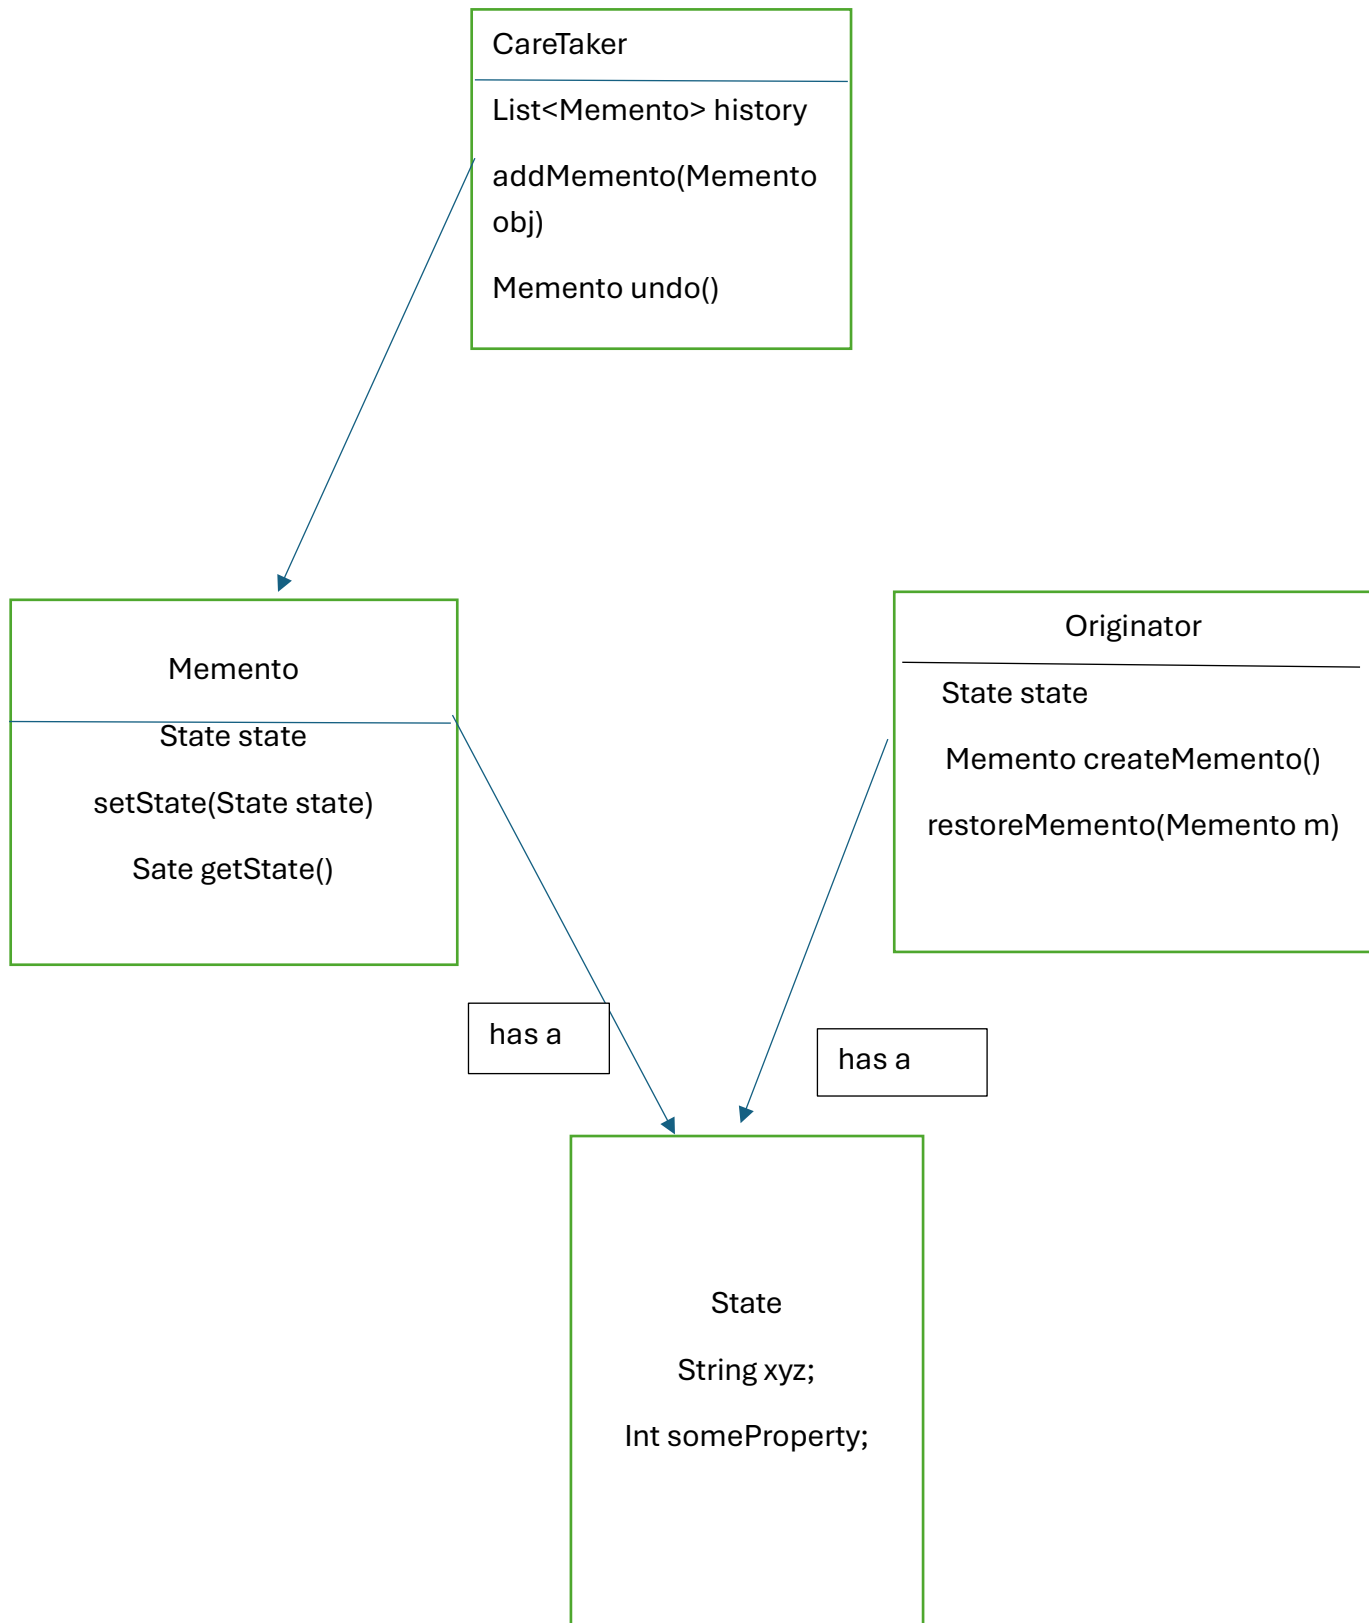 CareTaker
List<Memento> history
addMemento(Memento
obj)
Memento undo()
Memento
State state
setState(State state)
Sate getState()
Originator
State state
Memento createMemento()
restoreMemento(Memento m)
has a
has a
State
String xyz;
Int someProperty;